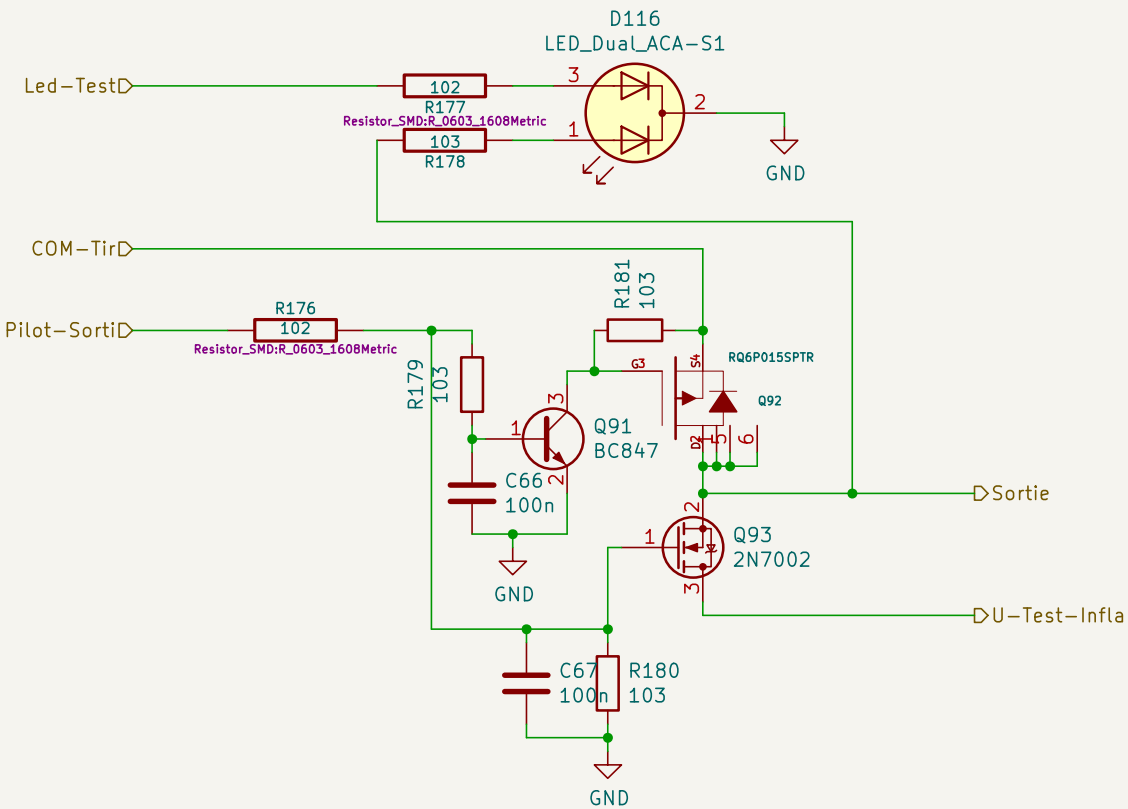 D116
LED_Dual_ACA-S1
Led-Test
102
3
R177
2
Resistor_SMD:R_0603_1608Metric
103
1
R178
GND
COM-Tir
R181
103
R176
Pilot-Sorti
102
Resistor_SMD:R_0603_1608Metric
RQ6P015SPTR
S4
G3
R179
103
3
Q92
1
Q91
BC847
D2
1
5
6
2
C66
100n
Sortie
2
1
Q93
2N7002
3
GND
U-Test-Infla
C67
100n
R180
103
GND